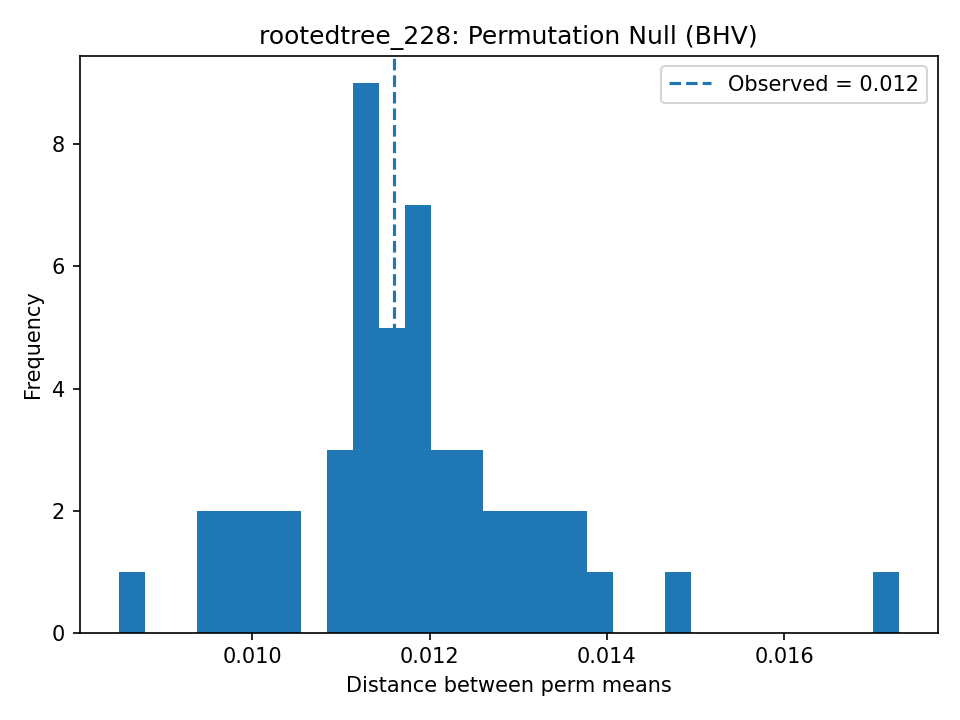 rootedtree_228: Permutation Null (BHV)
Observed = 0.012
Frequency
8
6
4
2
0
0.010 0.012 0.014 0.016
Distance between perm means